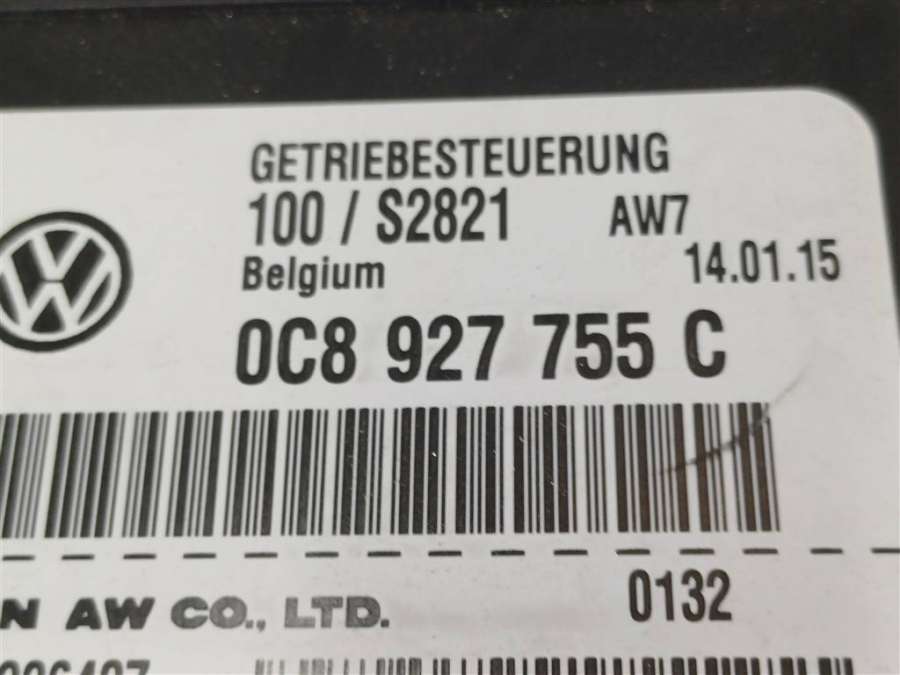 GETRIEBESTEUERUNG
100 / S2821 AW7
Belgium 14.01.15
0C8 927 755 C
AW CO., LTD. 0132